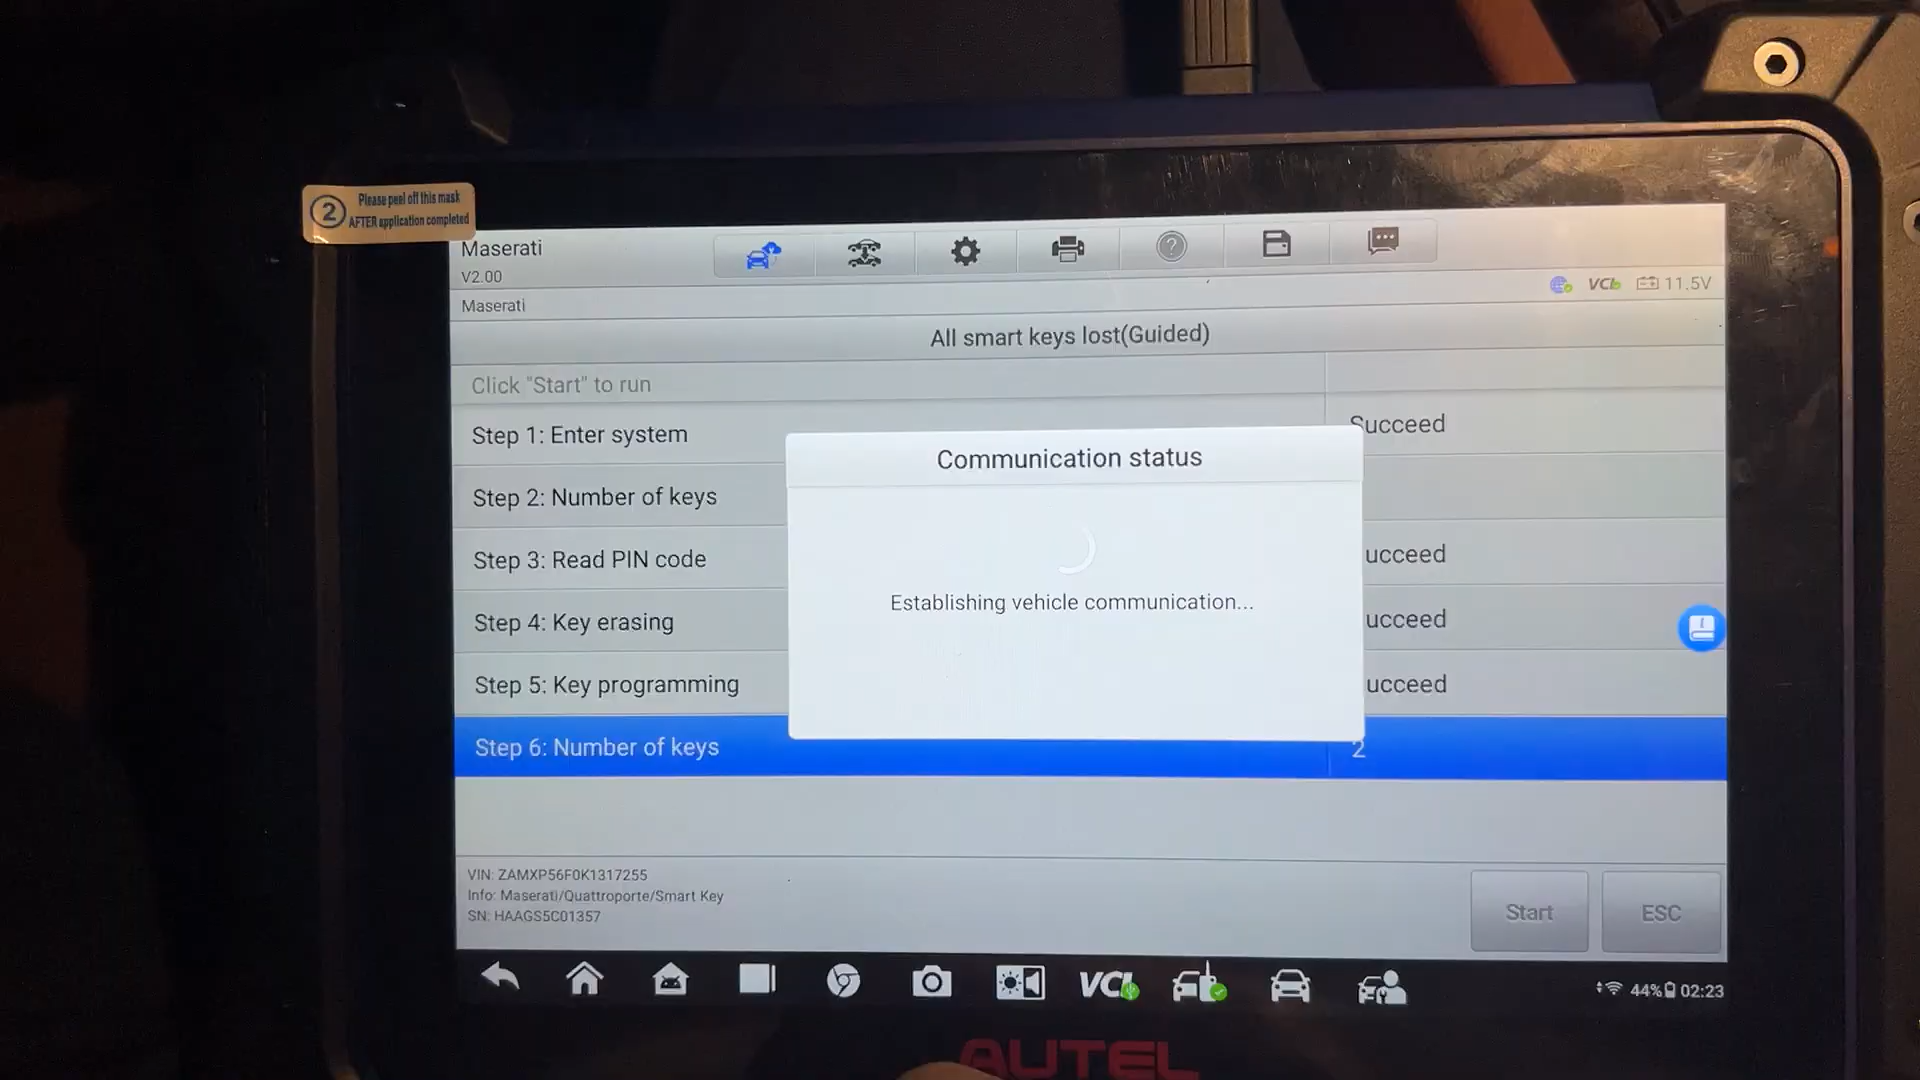 2 Please peel off this mask
AFTER application completed
Maserati
V2.00
Maserati
VCI 11.5V
All smart keys lost(Guided)
Click "Start" to run
Step 1: Enter system Succeed
Step 2: Number of keys
Step 3: Read PIN code ucceed
Step 4: Key erasing ucceed
Step 5: Key programming ucceed
Step 6: Number of keys 2
Communication status
Establishing vehicle communication...
VIN: ZAMXP56F0K1317255
Info: Maserati/Quattroporte/Smart Key
SN: HAAGS5C01357
Start ESC
VCI 44% 02:23
AUTEL